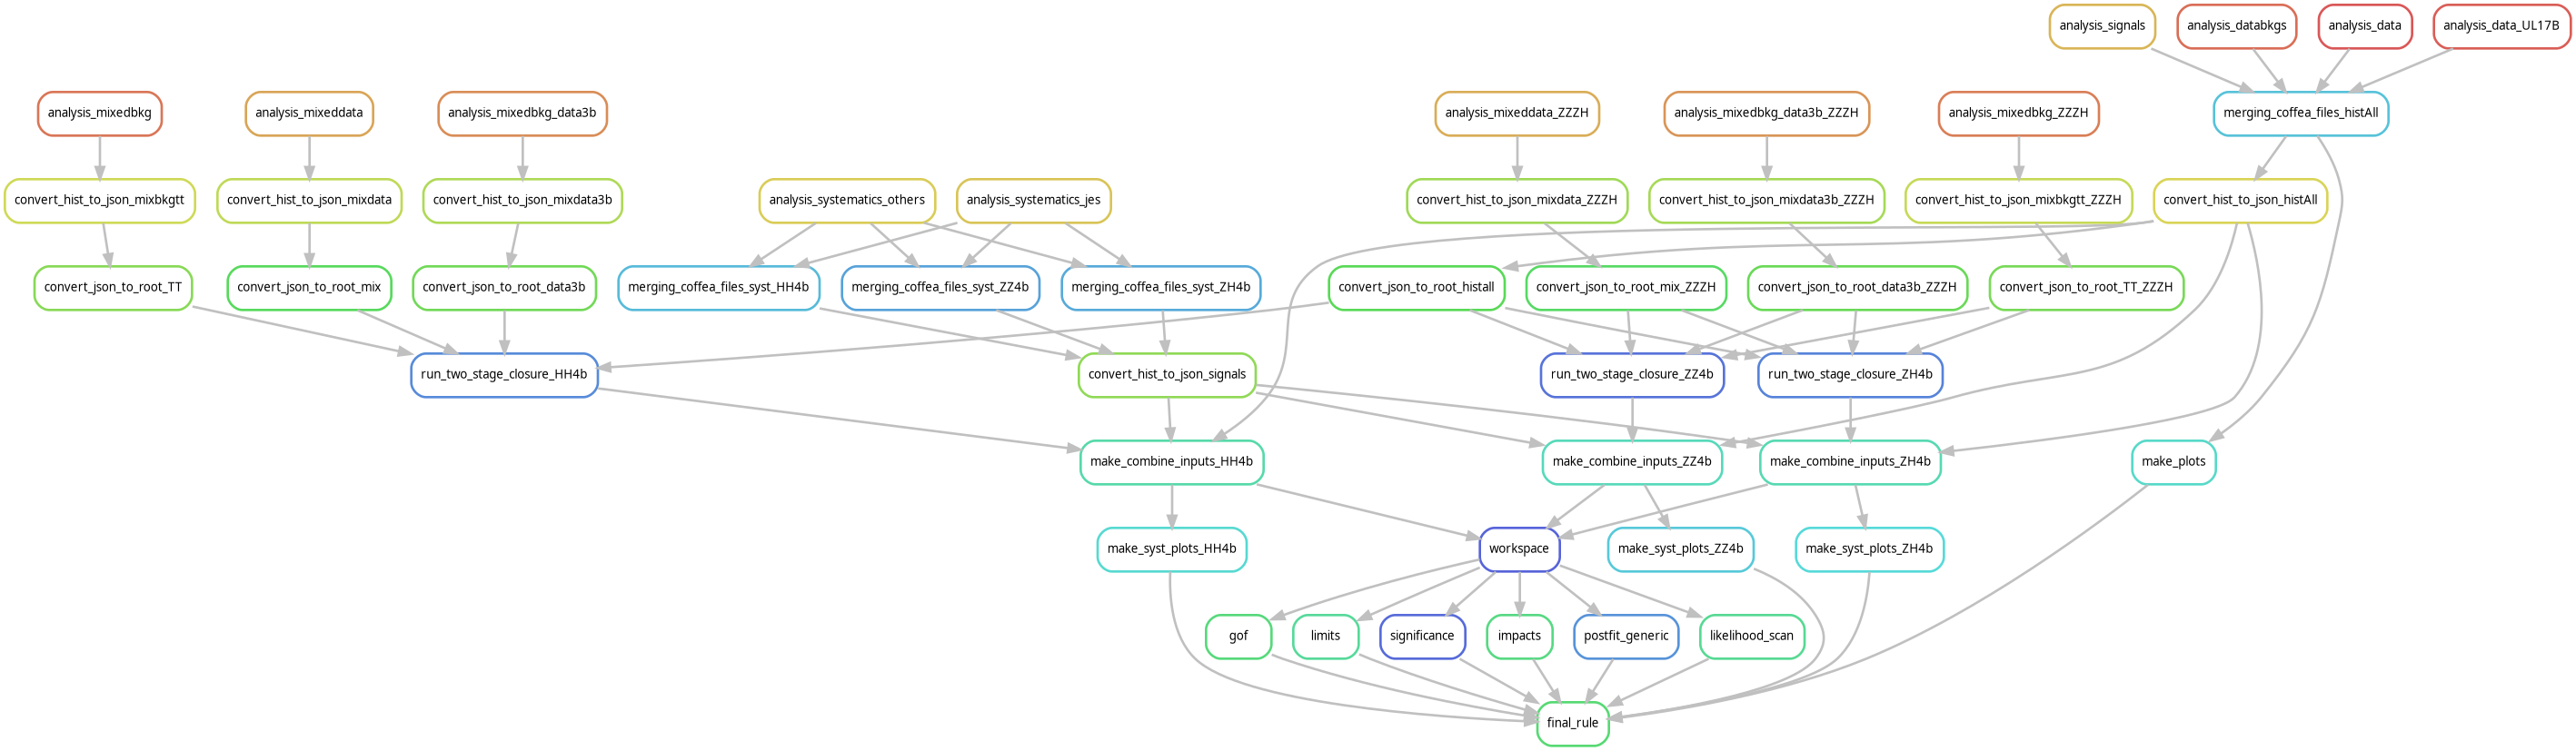 analysis_signals
analysis_databkgs
analysis_data
analysis_data_UL17B
analysis_mixedbkg
analysis_mixeddata
analysis_mixedbkg_data3b
analysis_mixeddata_ZZZH
analysis_mixedbkg_data3b_ZZZH
analysis_mixedbkg_ZZZH
merging_coffea_files_histAll
convert_hist_to_json_mixbkgtt
convert_hist_to_json_mixdata
convert_hist_to_json_mixdata3b
analysis_systematics_others
analysis_systematics_jes
convert_hist_to_json_mixdata_ZZZH
convert_hist_to_json_mixdata3b_ZZZH
convert_hist_to_json_mixbkgtt_ZZZH
convert_hist_to_json_histAll
convert_json_to_root_TT
convert_json_to_root_mix
convert_json_to_root_data3b
merging_coffea_files_syst_HH4b
merging_coffea_files_syst_ZZ4b
merging_coffea_files_syst_ZH4b
convert_json_to_root_histall
convert_json_to_root_mix_ZZZH
convert_json_to_root_data3b_ZZZH
convert_json_to_root_TT_ZZZH
run_two_stage_closure_HH4b
convert_hist_to_json_signals
run_two_stage_closure_ZZ4b
run_two_stage_closure_ZH4b
make_combine_inputs_HH4b
make_combine_inputs_ZZ4b
make_combine_inputs_ZH4b
make_plots
make_syst_plots_HH4b
workspace
make_syst_plots_ZZ4b
make_syst_plots_ZH4b
gof
limits
significance
impacts
postfit_generic
likelihood_scan
final_rule